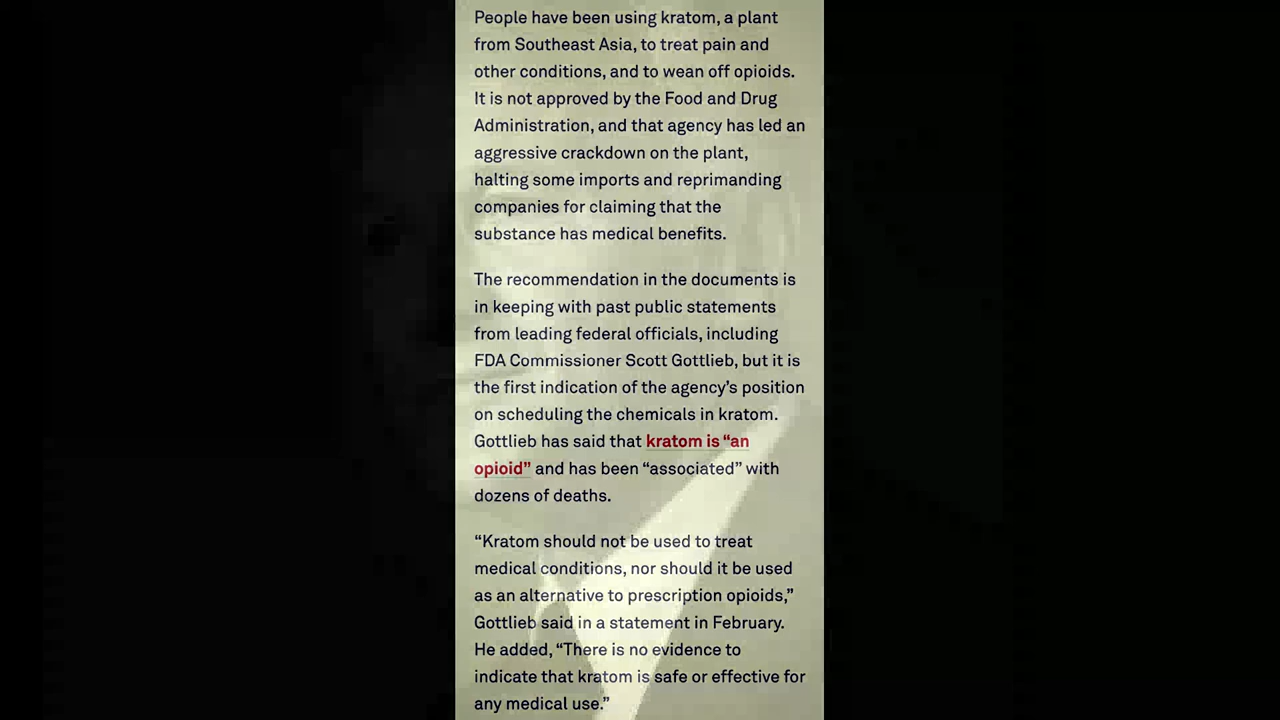 People have been using kratom, a plant
from Southeast Asia, to treat pain and
other conditions, and to wean off opioids.
It is not approved by the Food and Drug
Administration, and that agency has led an
aggressive crackdown on the plant,
halting some imports and reprimanding
companies for claiming that the
substance has medical benefits.
The recommendation in the documents is
in keeping with past public statements
from leading federal officials, including
FDA Commissioner Scott Gottlieb, but it is
the first indication of the agency’s position
on scheduling the chemicals in kratom.
Gottlieb has said that kratom is “an
opioid” and has been “associated” with
dozens of deaths.
“Kratom should not be used to treat
medical conditions, nor should it be used
as an alternative to prescription opioids,”
Gottlieb said in a statement in February.
He added, “There is no evidence to
indicate that kratom is safe or effective for
any medical use.”